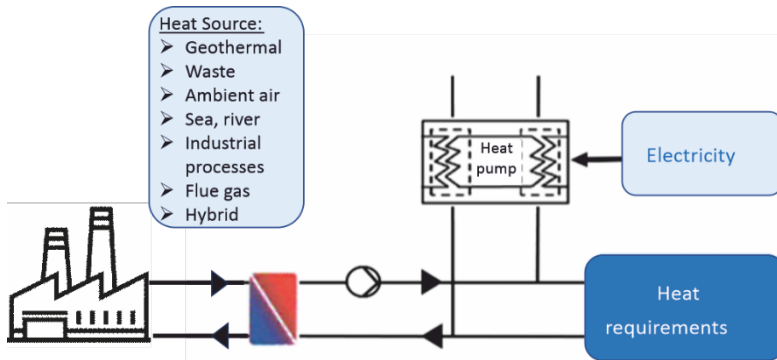 Heat Source:
➢ Geothermal
➢ Waste
➢ Ambient air
➢ Sea, river
➢ Industrial
processes
➢ Flue gas
➢ Hybrid
Heat
pump
Electricity
Heat
requirements